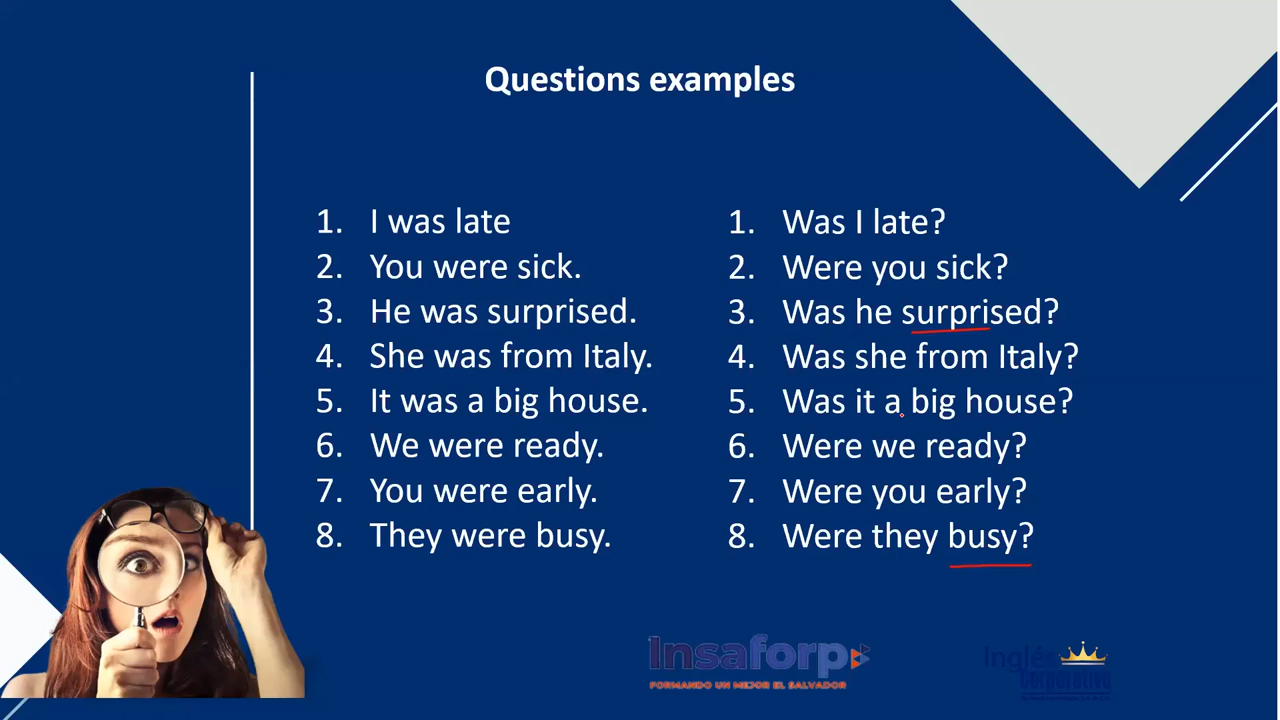 Questions examples
1. I was late
2. You were sick.
3. He was surprised.
4. She was from Italy.
5. It was a big house.
6. We were ready.
7. You were early.
8. They were busy.
1. Was I late?
2. Were you sick?
3. Was he surprised?
4. Was she from Italy?
5. Was it a big house?
6. Were we ready?
7. Were you early?
8. Were they busy?
Insaforp
FORMANDO UN MEJOR EL SALVADOR
Inglés
Corporativo